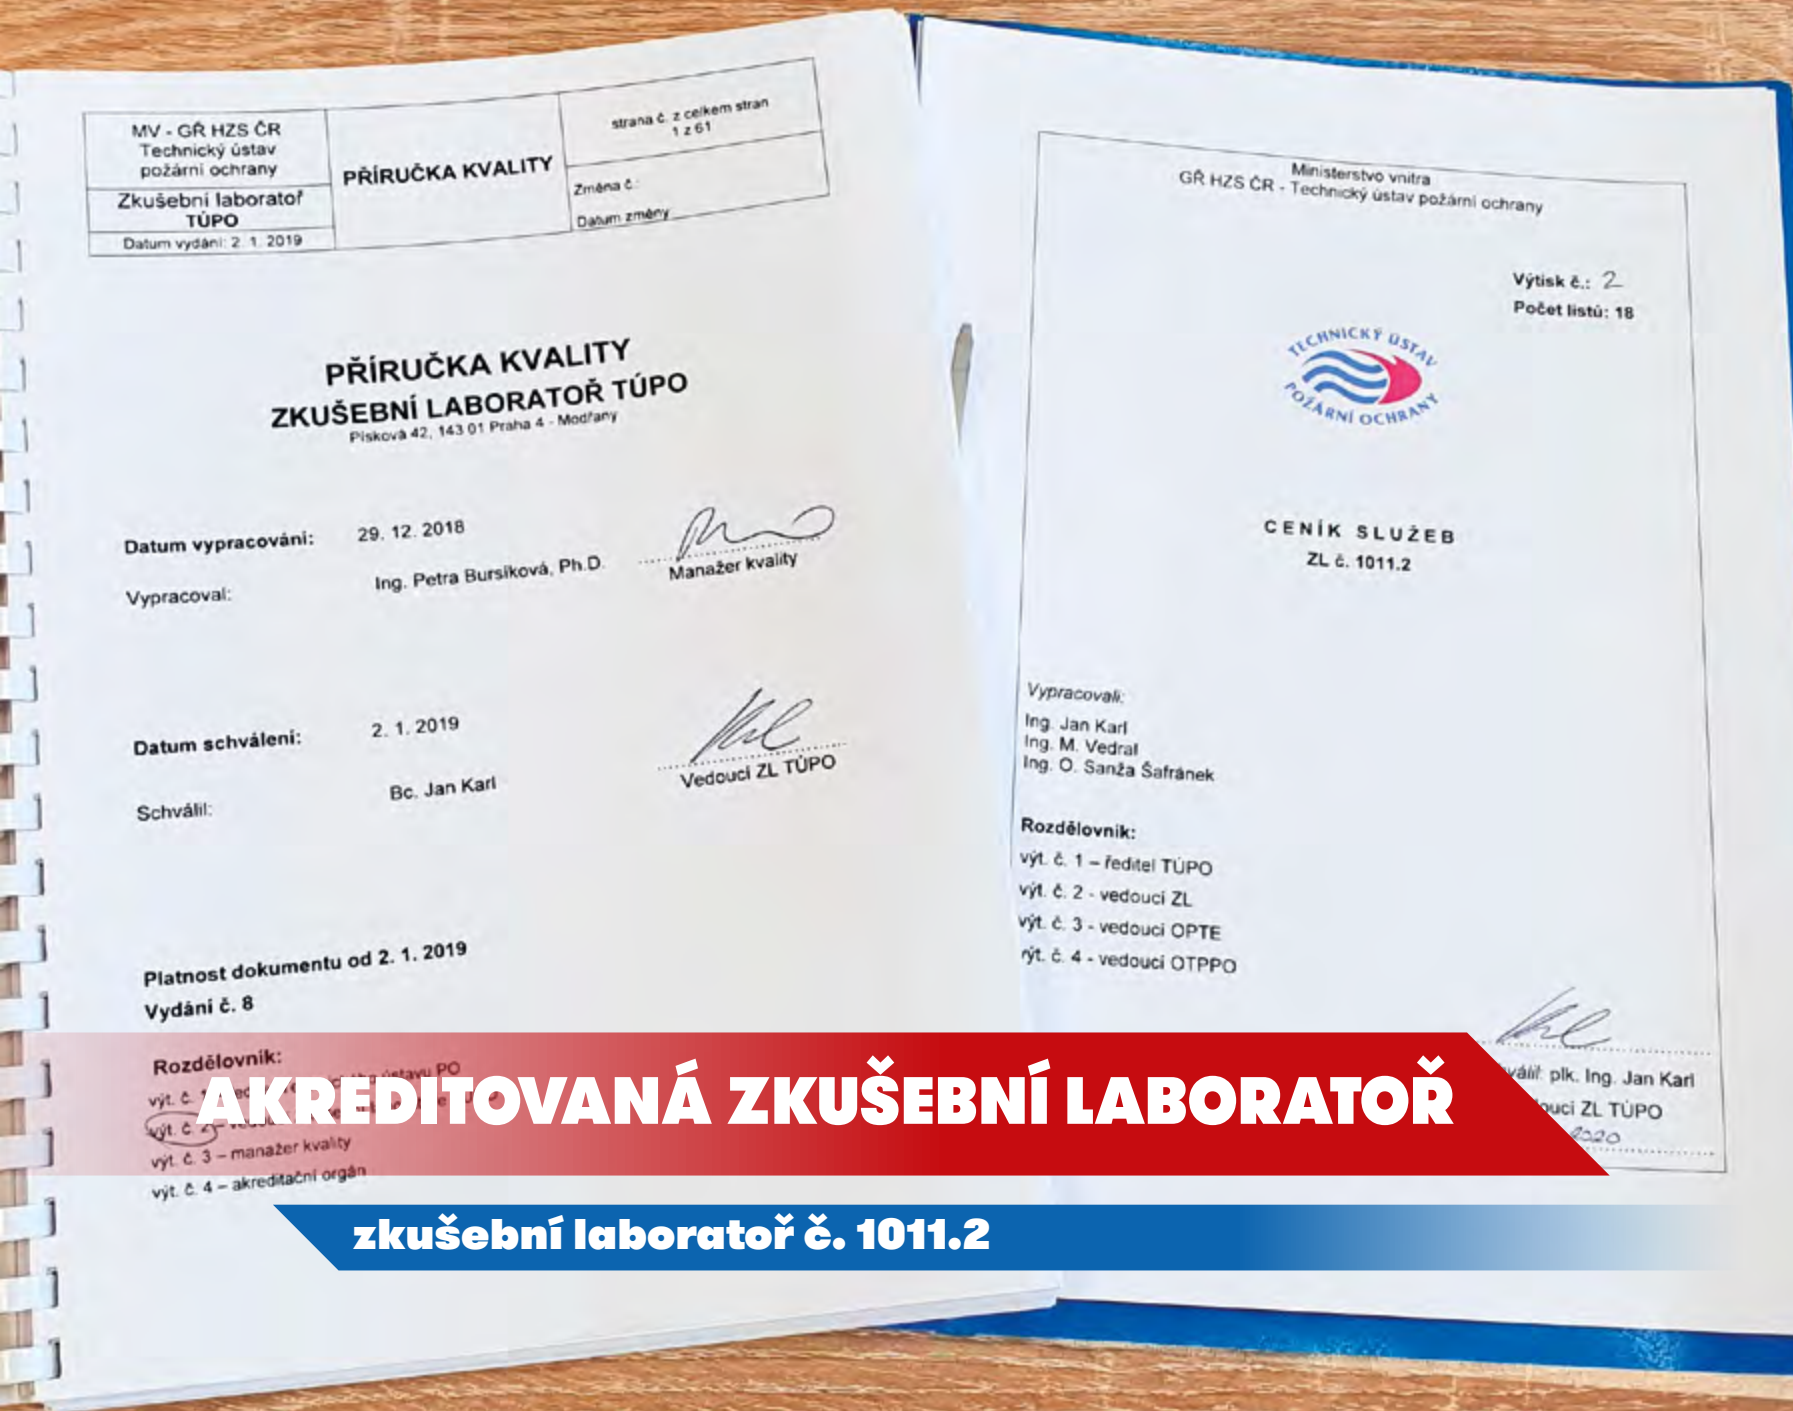 MV - GŘ HZS ČR
Technický ústav
požární ochrany
Zkušební laboratoř
TÚPO
Datum vydání: 2. 1. 2019
PŘÍRUČKA KVALITY
strana č. z celkem stran
1 z 61
Změna č.:
Datum změny
PŘÍRUČKA KVALITY
ZKUŠEBNÍ LABORATOŘ TÚPO
Písková 42, 143 01 Praha 4 - Modřany
Datum vypracování: 29. 12. 2018
Vypracoval: Ing. Petra Bursíková, Ph.D.
Manažer kvality
Datum schválení: 2. 1. 2019
Schválil: Bc. Jan Karl
Vedoucí ZL TÚPO
Platnost dokumentu od 2. 1. 2019
Vydání č. 8
Rozdělovník:
výt. č. ústavu PO
výt. č. 2 –
výt. č. 3 – manažer kvality
výt. č. 4 – akreditační orgán
Ministerstvo vnitra
GŘ HZS ČR - Technický ústav požární ochrany
Výtisk č.: 2
Počet listů: 18
TECHNICKÝ ÚSTAV
POŽÁRNÍ OCHRANY
CENÍK SLUŽEB
ZL č. 1011.2
Vypracovali:
Ing. Jan Karl
Ing. M. Vedral
Ing. O. Sanža Šafránek
Rozdělovník:
výt. č. 1 – ředitel TÚPO
výt. č. 2 - vedoucí ZL
výt. č. 3 - vedoucí OPTE
výt. č. 4 - vedoucí OTPPO
plk. Ing. Jan Karl
ZL TÚPO
2020
AKREDITOVANÁ ZKUŠEBNÍ LABORATOŘ
zkušební laboratoř č. 1011.2